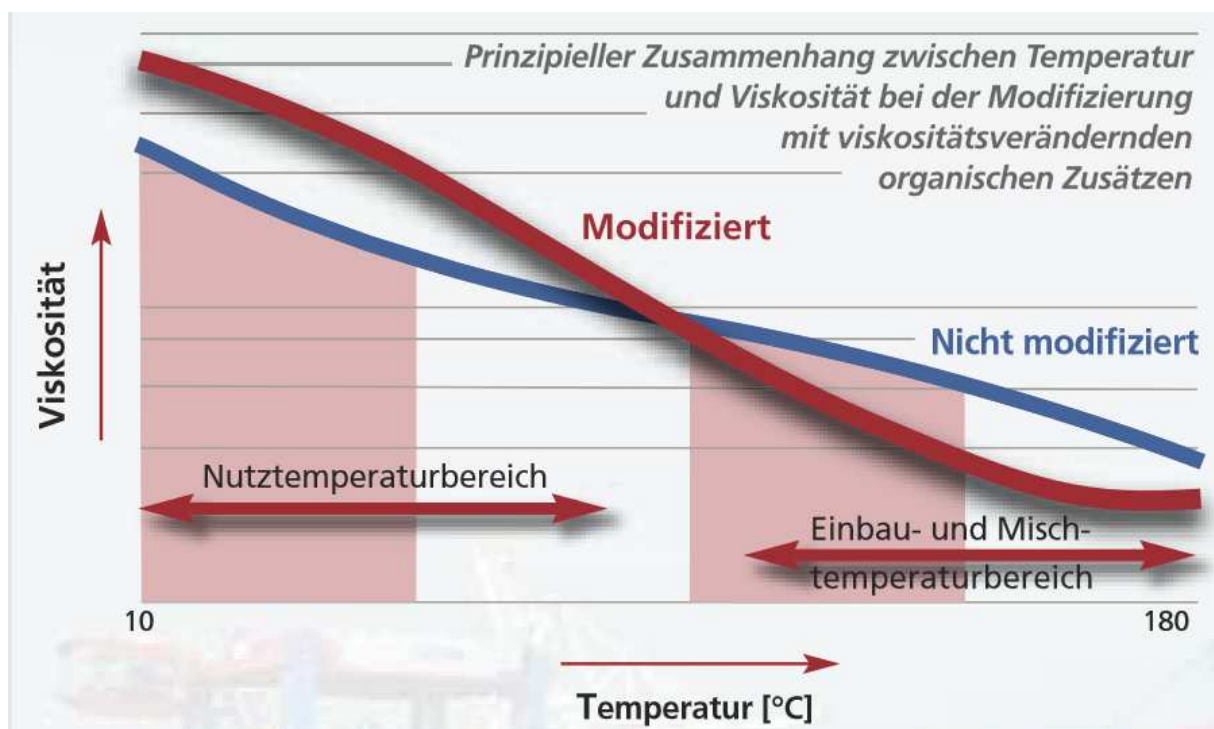 Prinzipieller Zusammenhang zwischen Temperatur
und Viskosität bei der Modifizierung
mit viskositätsverändernden
organischen Zusätzen
Modifiziert
Nicht modifiziert
Viskosität
Nutztemperaturbereich
Einbau- und Misch-
temperaturbereich
10
180
Temperatur [°C]